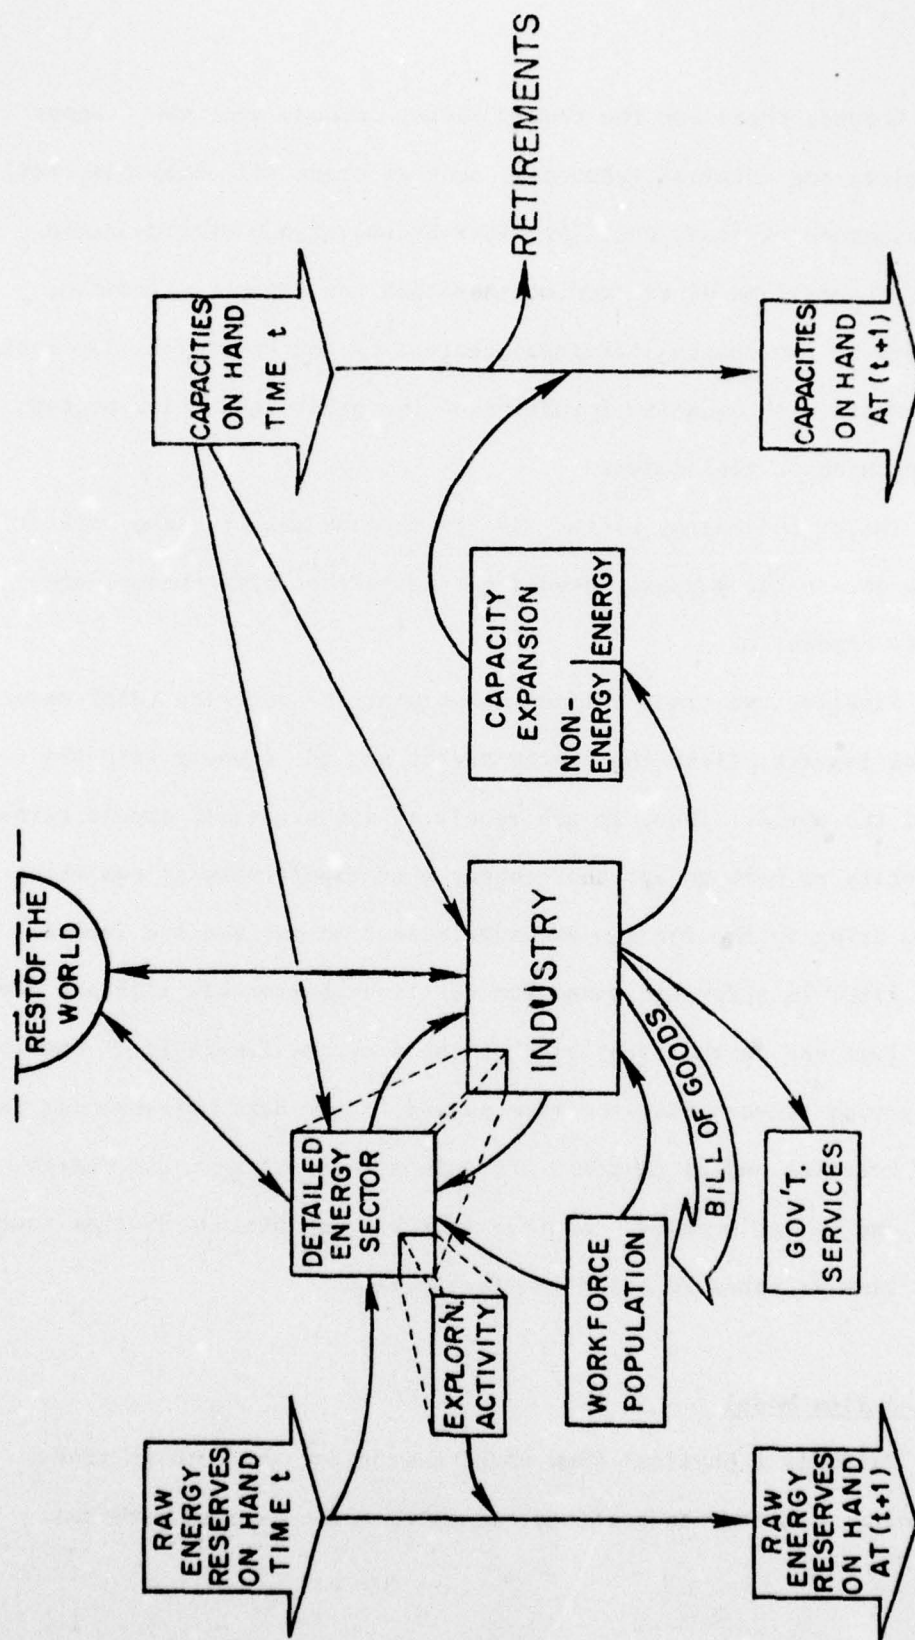 REST OF THE
WORLD
RAW
ENERGY
RESERVES
ON HAND
TIME t
DETAILED
ENERGY
SECTOR
CAPACITIES
ON HAND
TIME t
EXPLOR'N.
ACTIVITY
INDUSTRY
CAPACITY
EXPANSION
NON-
ENERGY
ENERGY
RETIREMENTS
WORKFORCE
POPULATION
BILL OF GOODS
GOV'T.
SERVICES
RAW
ENERGY
RESERVES
ON HAND
AT (t+1)
CAPACITIES
ON HAND
AT (t+1)